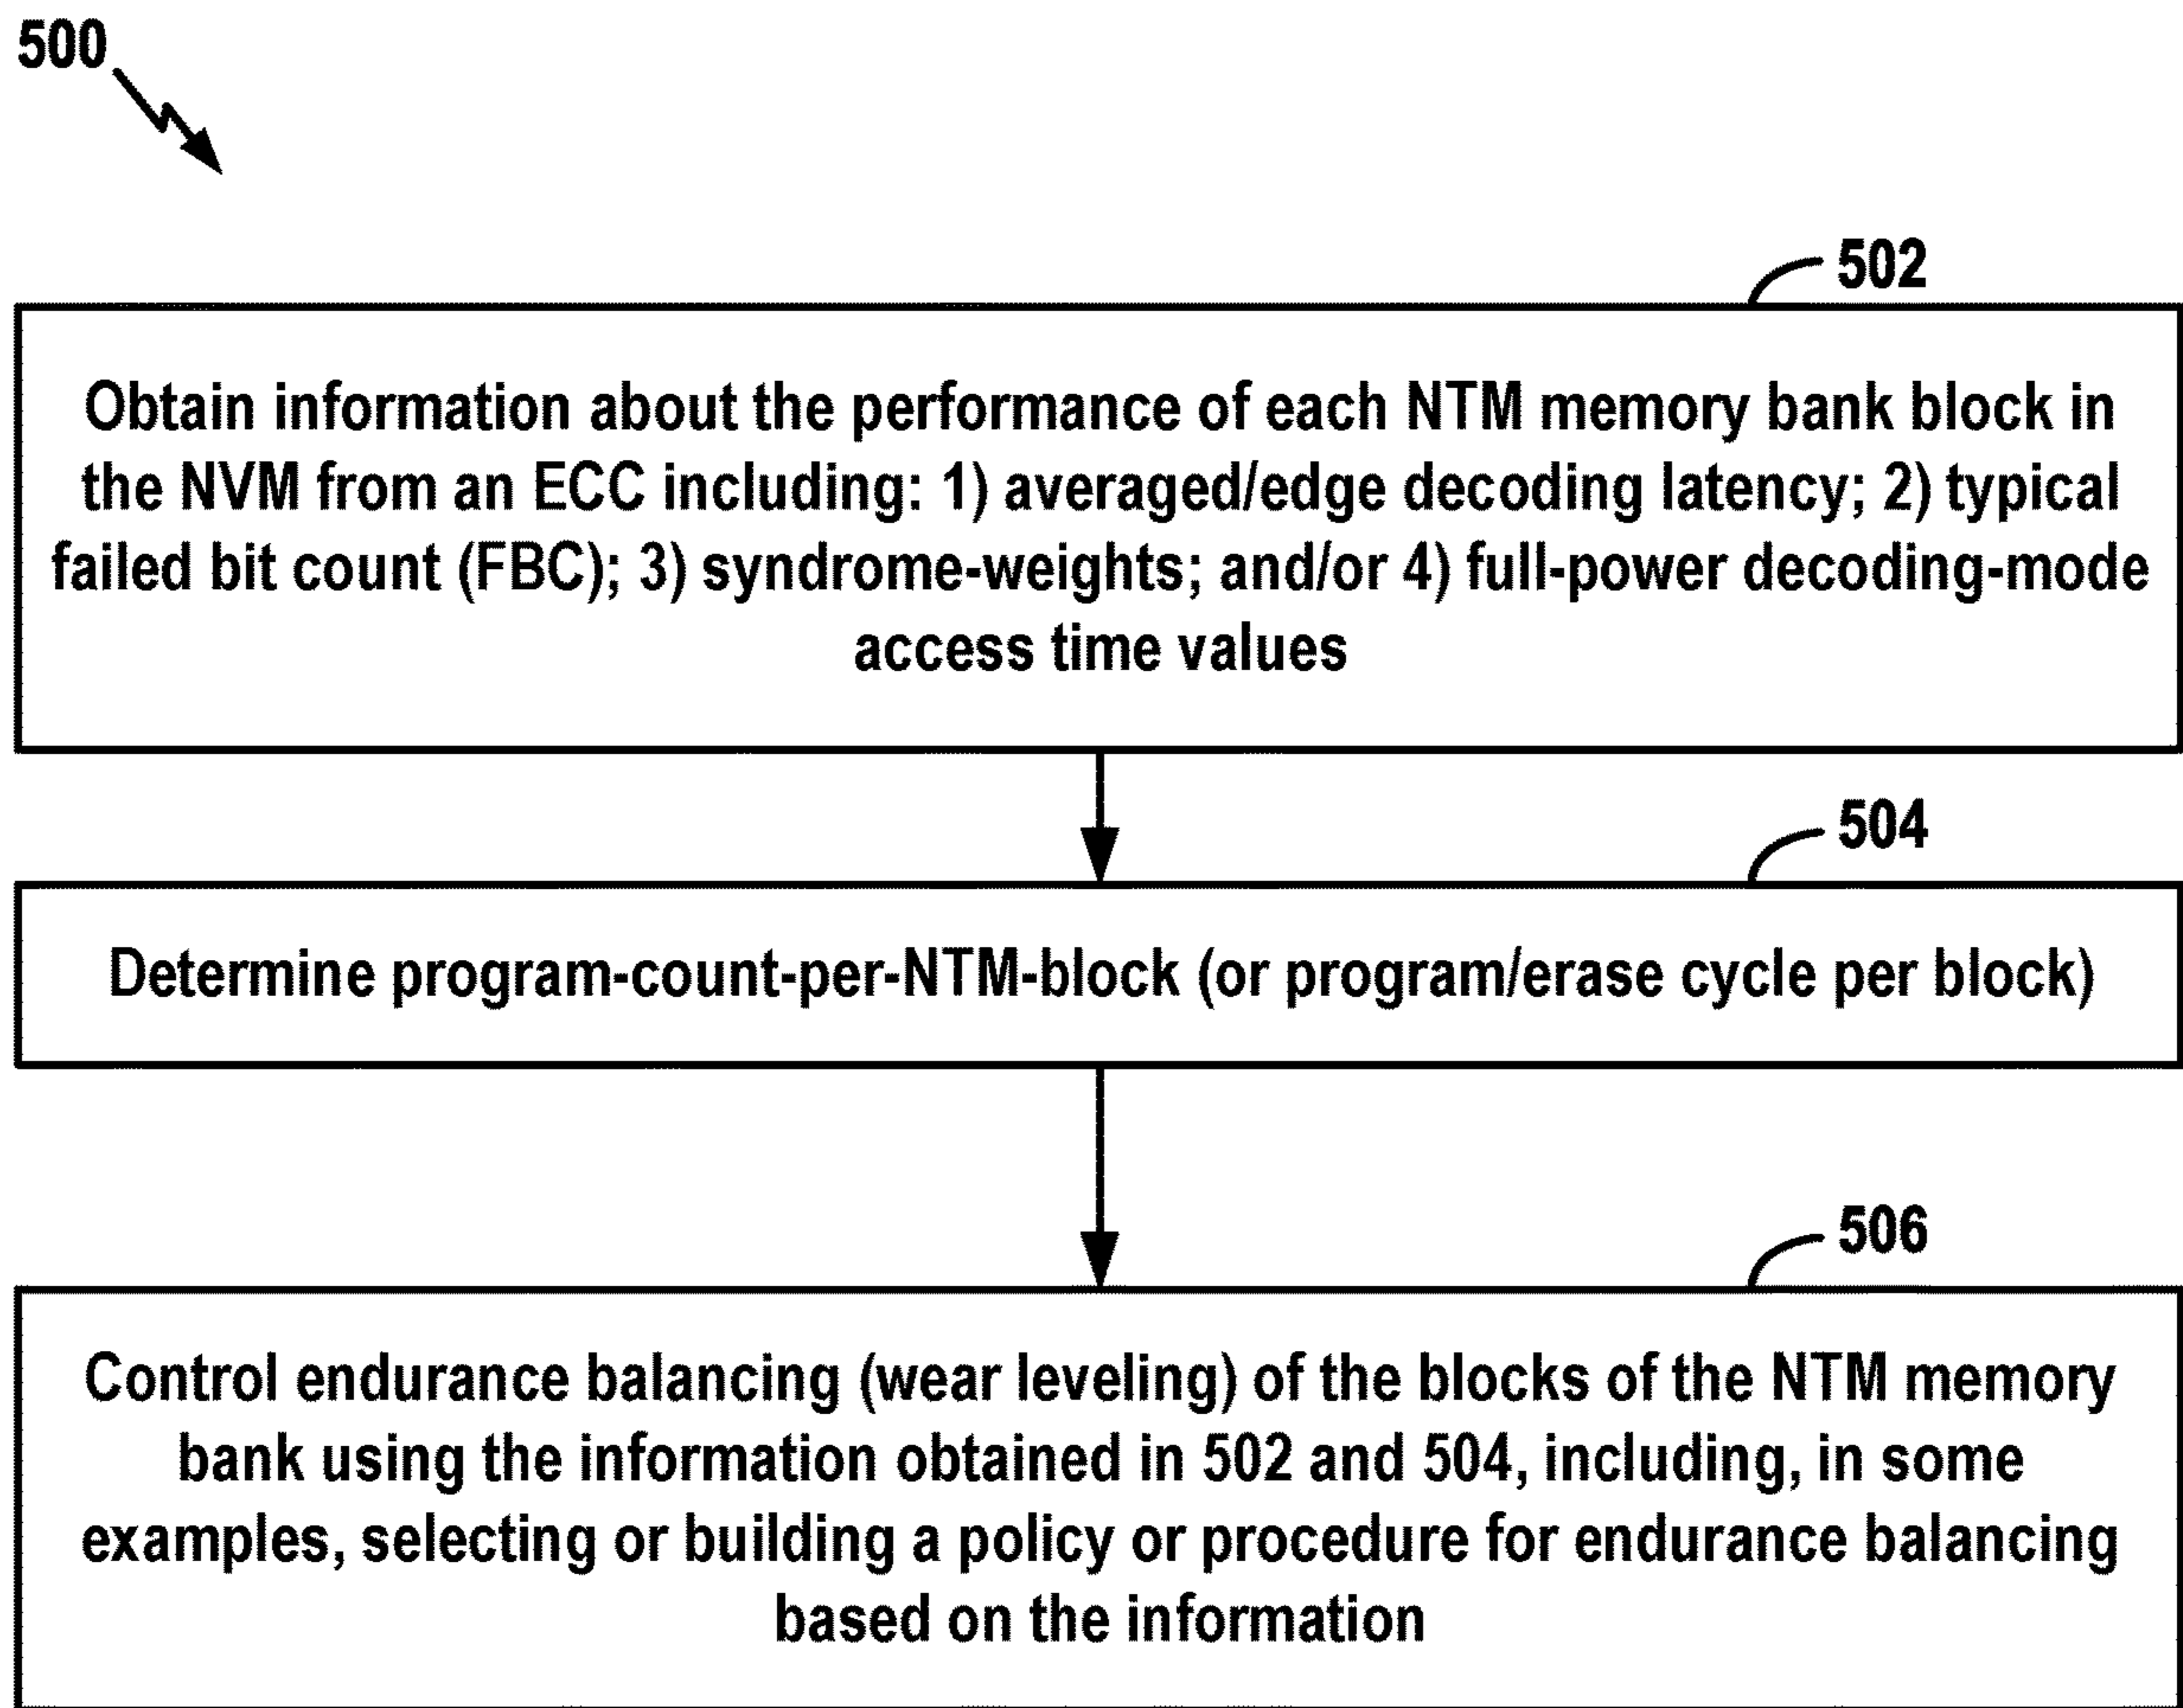 500
502
Obtain information about the performance of each NTM memory bank block in
the NVM from an ECC including: 1) averaged/edge decoding latency; 2) typical
failed bit count (FBC); 3) syndrome-weights; and/or 4) full-power decoding-mode
access time values
504
Determine program-count-per-NTM-block (or program/erase cycle per block)
506
Control endurance balancing (wear leveling) of the blocks of the NTM memory
bank using the information obtained in 502 and 504, including, in some
examples, selecting or building a policy or procedure for endurance balancing
based on the information